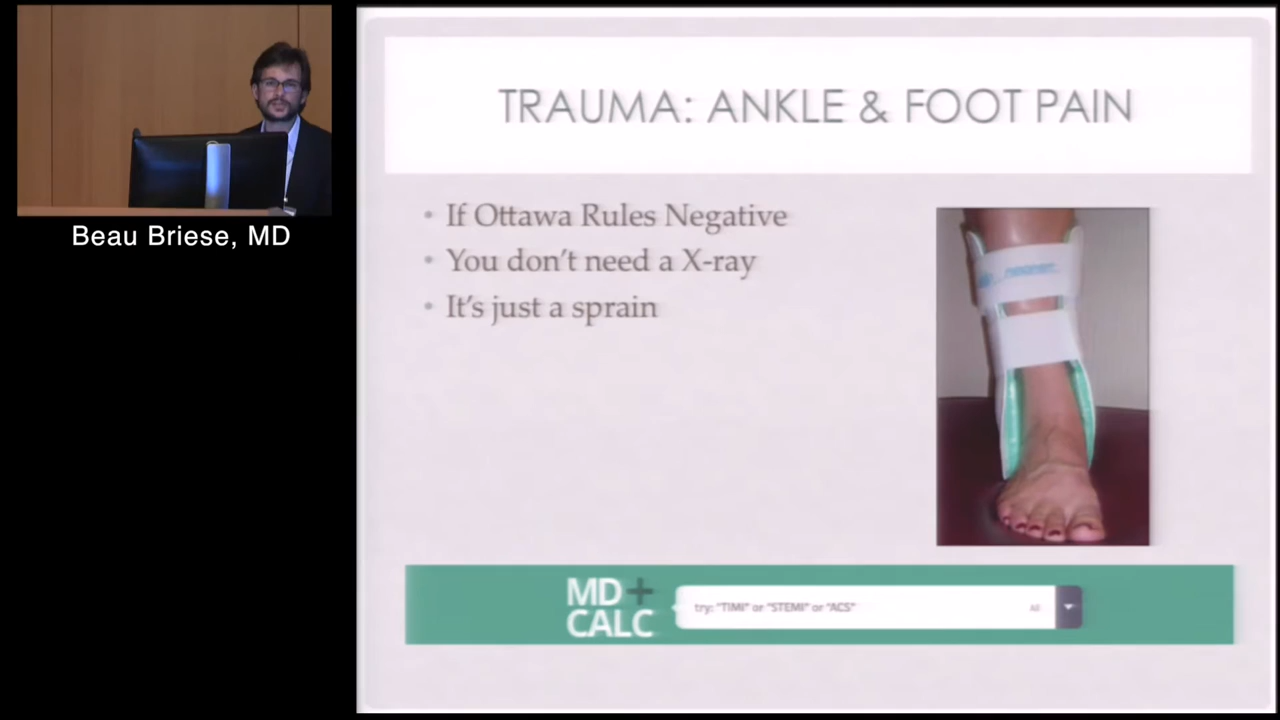 TRAUMA: ANKLE & FOOT PAIN
• If Ottawa Rules Negative
• You don't need a X-ray
• It's just a sprain
Beau Briese, MD
MD+
CALC
try: "TIMI" or "STEMI" or "ACS"
All